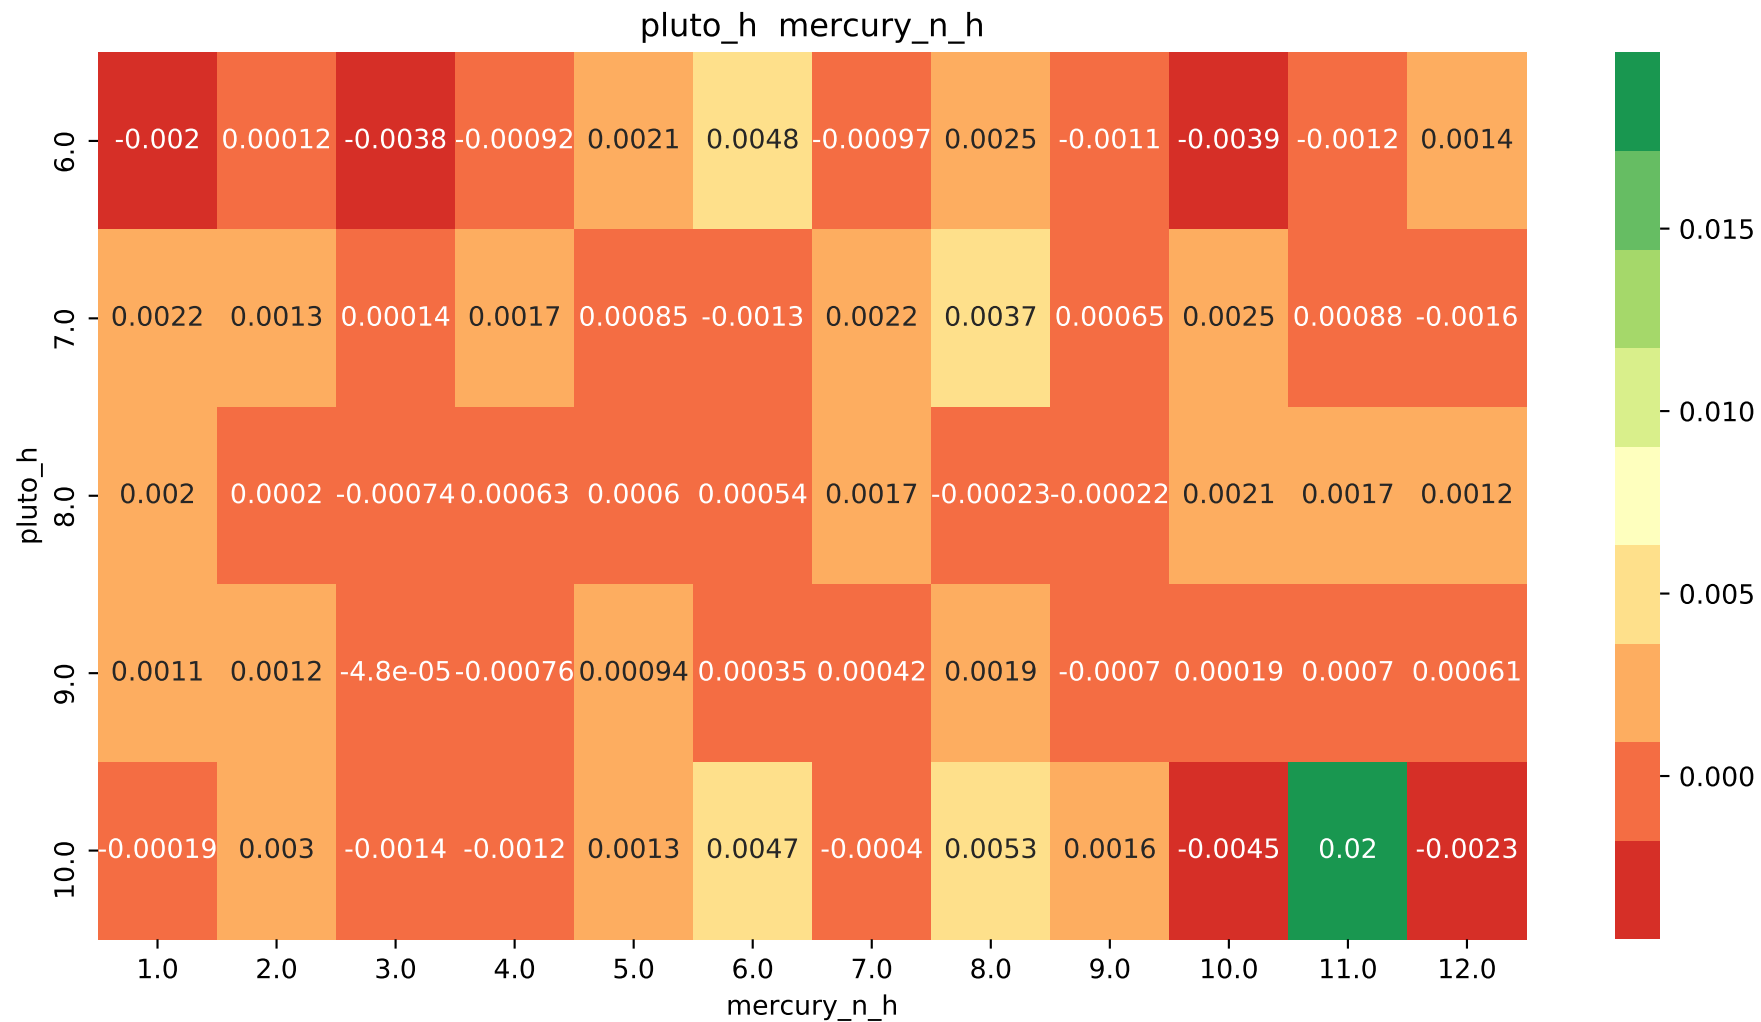 pluto_h  mercury_n_h
6.0 -0.002 0.00012 -0.0038 -0.00092 0.0021 0.0048 -0.00097 0.0025 -0.0011 -0.0039 -0.0012 0.0014
7.0 0.0022 0.0013 0.00014 0.0017 0.00085 -0.0013 0.0022 0.0037 0.00065 0.0025 0.00088 -0.0016
8.0 0.002 0.0002 -0.00074 0.00063 0.0006 0.00054 0.0017 -0.00023 -0.00022 0.0021 0.0017 0.0012
9.0 0.0011 0.0012 -4.8e-05 -0.00076 0.00094 0.00035 0.00042 0.0019 -0.0007 0.00019 0.0007 0.00061
10.0 -0.00019 0.003 -0.0014 -0.0012 0.0013 0.0047 -0.0004 0.0053 0.0016 -0.0045 0.02 -0.0023
1.0 2.0 3.0 4.0 5.0 6.0 7.0 8.0 9.0 10.0 11.0 12.0
mercury_n_h
pluto_h
0.015
0.010
0.005
0.000